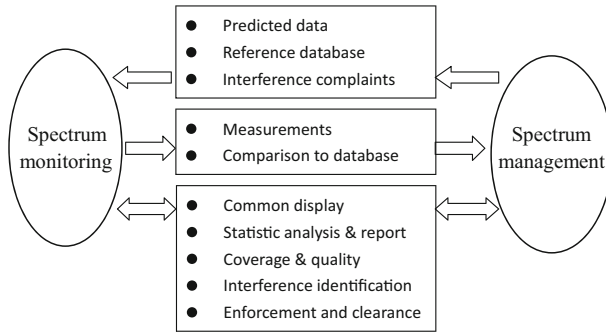 ● Predicted data
● Reference database
● Interference complaints
Spectrum
monitoring
● Measurements
● Comparison to database
Spectrum
management
● Common display
● Statistic analysis & report
● Coverage & quality
● Interference identification
● Enforcement and clearance